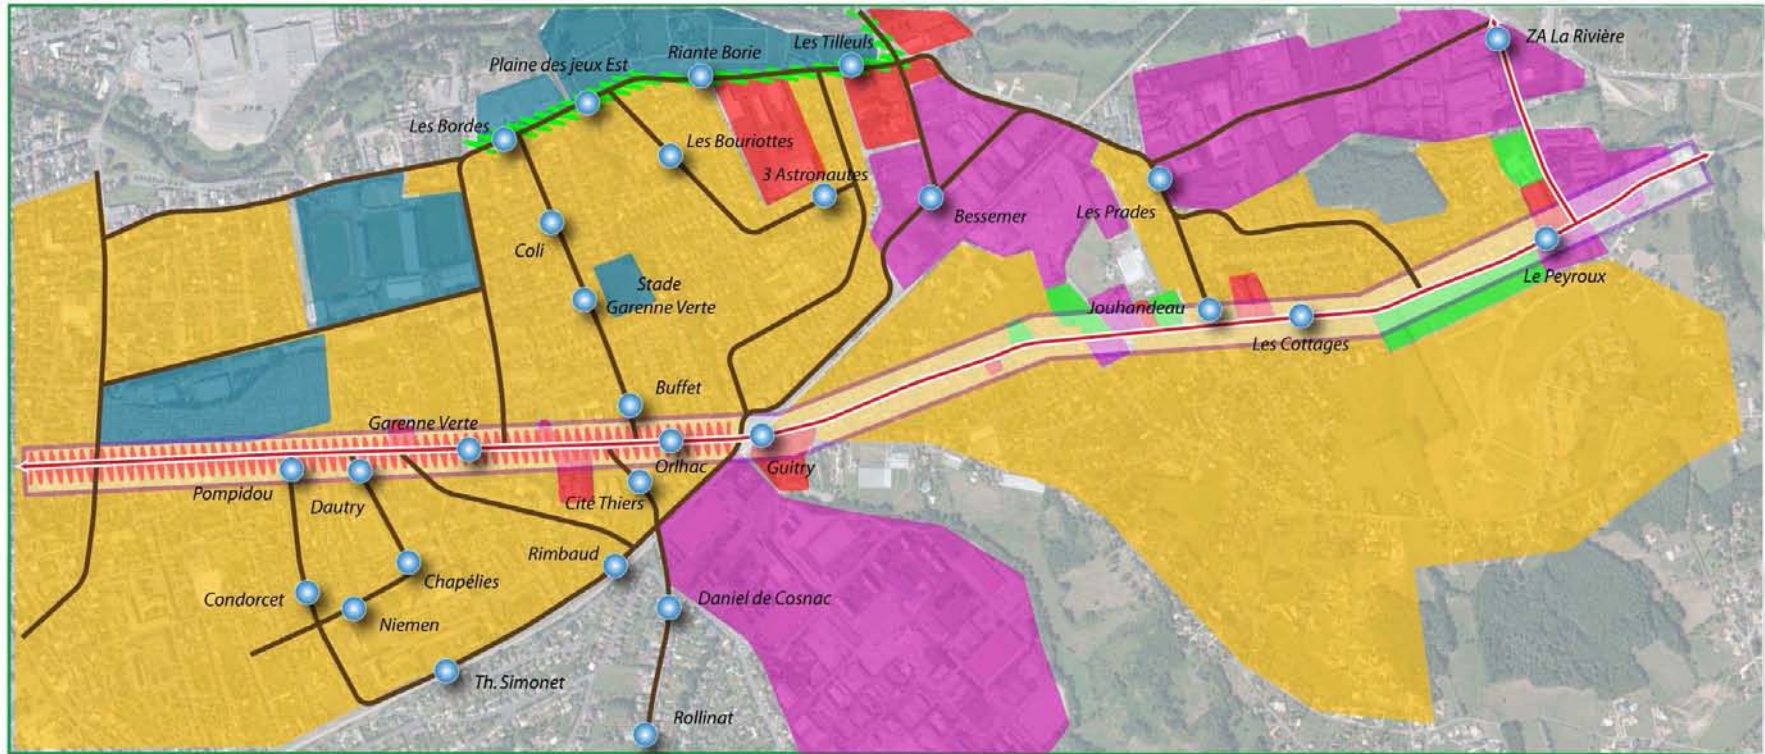 ZA La Rivière
Les Tilleuls
Riante Borie
Plaine des jeux Est
Les Bordes
Les Bouriottes
3 Astronautes
Bessemer
Les Prades
Coli
Stade
Garenne Verte
Le Peyroux
Jouhandeau
Les Cottages
Buffet
Garenne Verte
Orlhac
Guitry
Pompidou
Dautry
Cité Thiers
Rimbaud
Chapélies
Condorcet
Niemen
Daniel de Cosnac
Th. Simonet
Rollinat